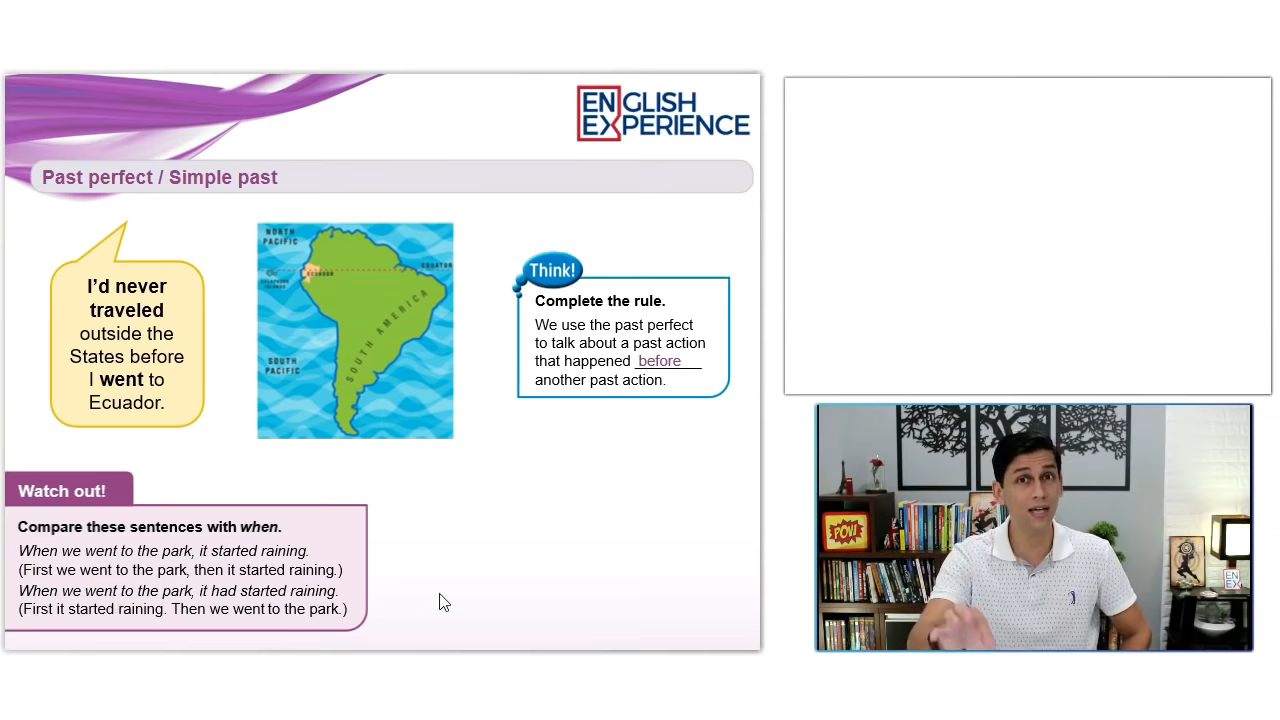 ENGLISH
EXPERIENCE
Past perfect / Simple past
I'd never
traveled
outside the
States before
I went to
Ecuador.
NORTH
PACIFIC
ECUADOR
EQUATOR
SOUTH AMERICA
SOUTH
PACIFIC
Think!
Complete the rule.
We use the past perfect
to talk about a past action
that happened before
another past action.
Watch out!
Compare these sentences with when.
When we went to the park, it started raining.
(First we went to the park, then it started raining.)
When we went to the park, it had started raining.
(First it started raining. Then we went to the park.)
POW!
EN
EX